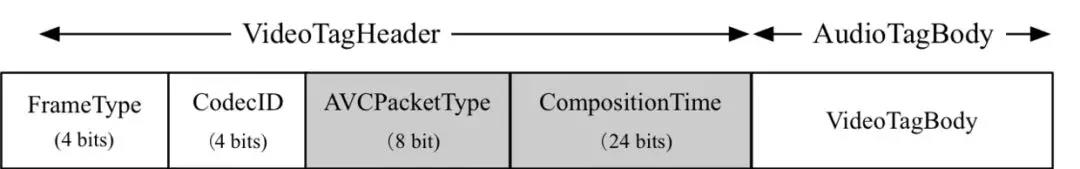 VideoTagHeader AudioTagBody
FrameType CodecID AVCPacketType CompositionTime VideoTagBody
(4 bits) (4 bits) (8 bit) (24 bits)